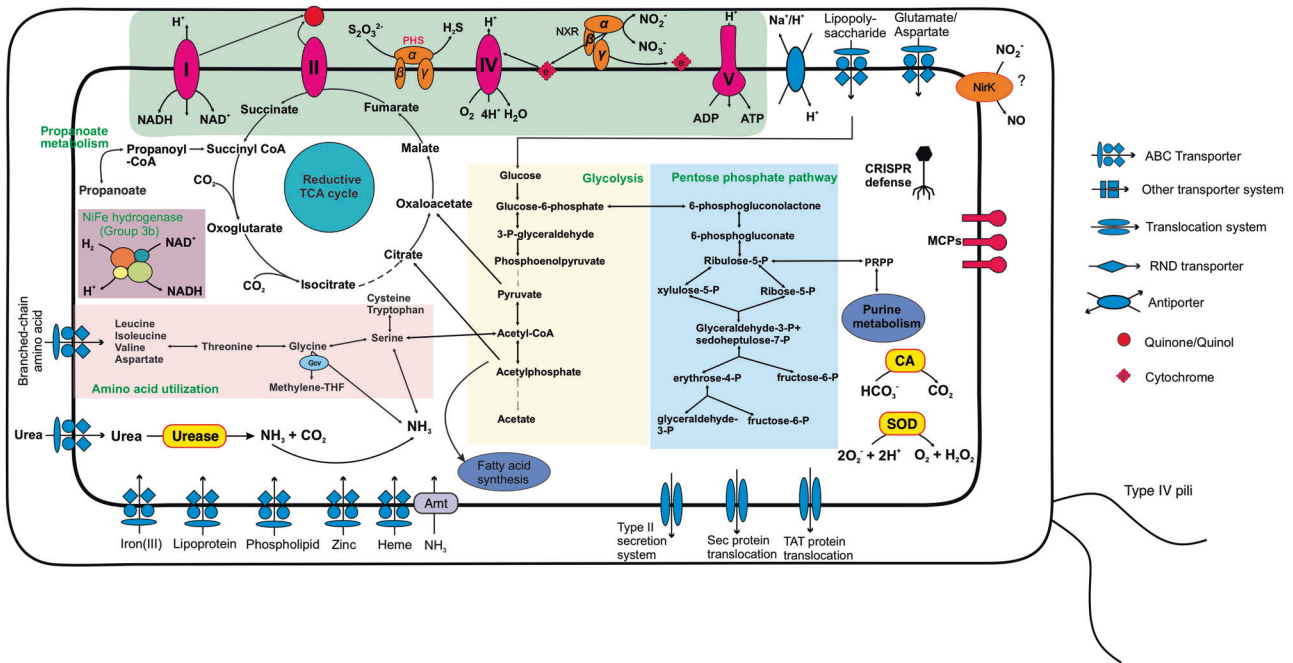 H⁺
I
NADH
NAD⁺
II
S₂O₃²⁻
H₂S
PHS
α
β
γ
H⁺
IV
O₂
4H⁺
H₂O
e
NXR
α
β
γ
NO₂⁻
NO₃⁻
e
H⁺
V
ADP
ATP
Na⁺/H⁺
H⁺
Lipopoly-
saccharide
Glutamate/
Aspartate
NO₂⁻
NirK
?
NO
Succinate
Fumarate
Propanoate
metabolism
Propanoyl
-CoA
Succinyl CoA
Malate
Propanoate
CO₂
Reductive
TCA cycle
Oxaloacetate
NiFe hydrogenase
(Group 3b)
H₂
NAD⁺
H⁺
NADH
Oxoglutarate
Citrate
CO₂
Isocitrate
Glucose
Glycolysis
Glucose-6-phosphate
3-P-glyceraldehyde
Phosphoenolpyruvate
Pyruvate
Acetyl-CoA
Acetylphosphate
Acetate
Pentose phosphate pathway
6-phosphogluconolactone
6-phosphogluconate
Ribulose-5-P
xylulose-5-P
Ribose-5-P
Glyceraldehyde-3-P+
sedoheptulose-7-P
erythrose-4-P
fructose-6-P
glyceraldehyde-
3-P
fructose-6-P
PRPP
Purine
metabolism
CRISPR
defense
MCPs
CA
HCO₃⁻
CO₂
SOD
2O₂⁻ + 2H⁺
O₂ + H₂O₂
Branched-chain
amino acid
Leucine
Isoleucine
Valine
Aspartate
Threonine
Glycine
Cysteine
Tryptophan
Serine
Gcv
Methylene-THF
Amino acid utilization
Urea
Urea
Urease
NH₃ + CO₂
NH₃
Fatty acid
synthesis
Iron(III)
Lipoprotein
Phospholipid
Zinc
Heme
Amt
NH₃
Type II
secretion
system
Sec protein
translocation
TAT protein
translocation
Type IV pili
ABC Transporter
Other transporter system
Translocation system
RND transporter
Antiporter
Quinone/Quinol
e
Cytochrome